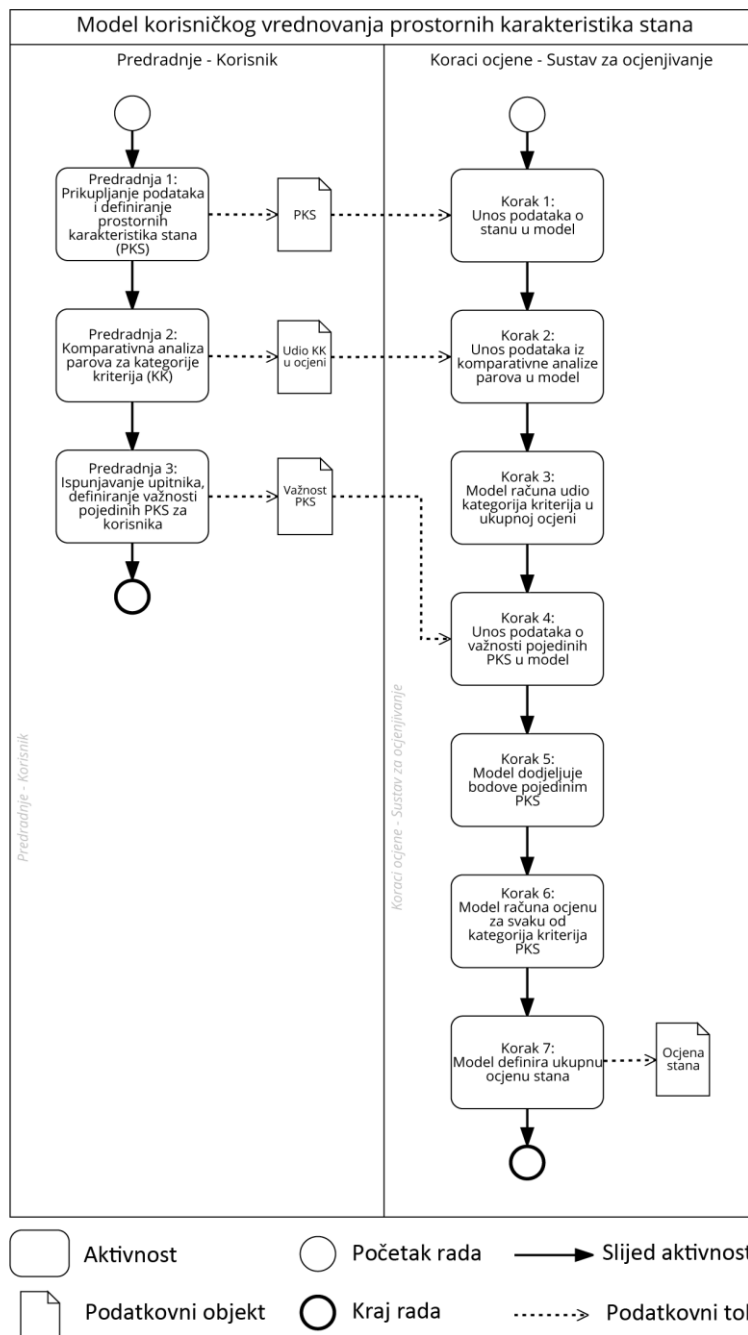 Model korisničkog vrednovanja prostornih karakteristika stana
Predradnje - Korisnik
Koraci ocjene - Sustav za ocjenjivanje
Predradnja 1:
Prikupljanje podataka
i definiranje
prostornih
karakteristika stana
(PKS)
PKS
Korak 1:
Unos podataka o
stanu u model
Predradnja 2:
Komparativna analiza
parova za kategorije
kriterija (KK)
Udio KK
u ocjeni
Korak 2:
Unos podataka iz
komparativne analize
parova u model
Predradnja 3:
Ispunjavanje upitnika,
definiranje važnosti
pojedinih PKS za
korisnika
Važnost
PKS
Korak 3:
Model računa udio
kategorija kriterija u
ukupnoj ocjeni
Korak 4:
Unos podataka o
važnosti pojedinih
PKS u model
Predradnje - Korisnik
Koraci ocjene - Sustav za ocjenjivanje
Korak 5:
Model dodjeljuje
bodove pojedinim
PKS
Korak 6:
Model računa ocjenu
za svaku od
kategorija kriterija
PKS
Korak 7:
Model definira ukupnu
ocjenu stana
Ocjena
stana
Aktivnost
Početak rada
Slijed aktivnost
Podatkovni objekt
Kraj rada
Podatkovni tok